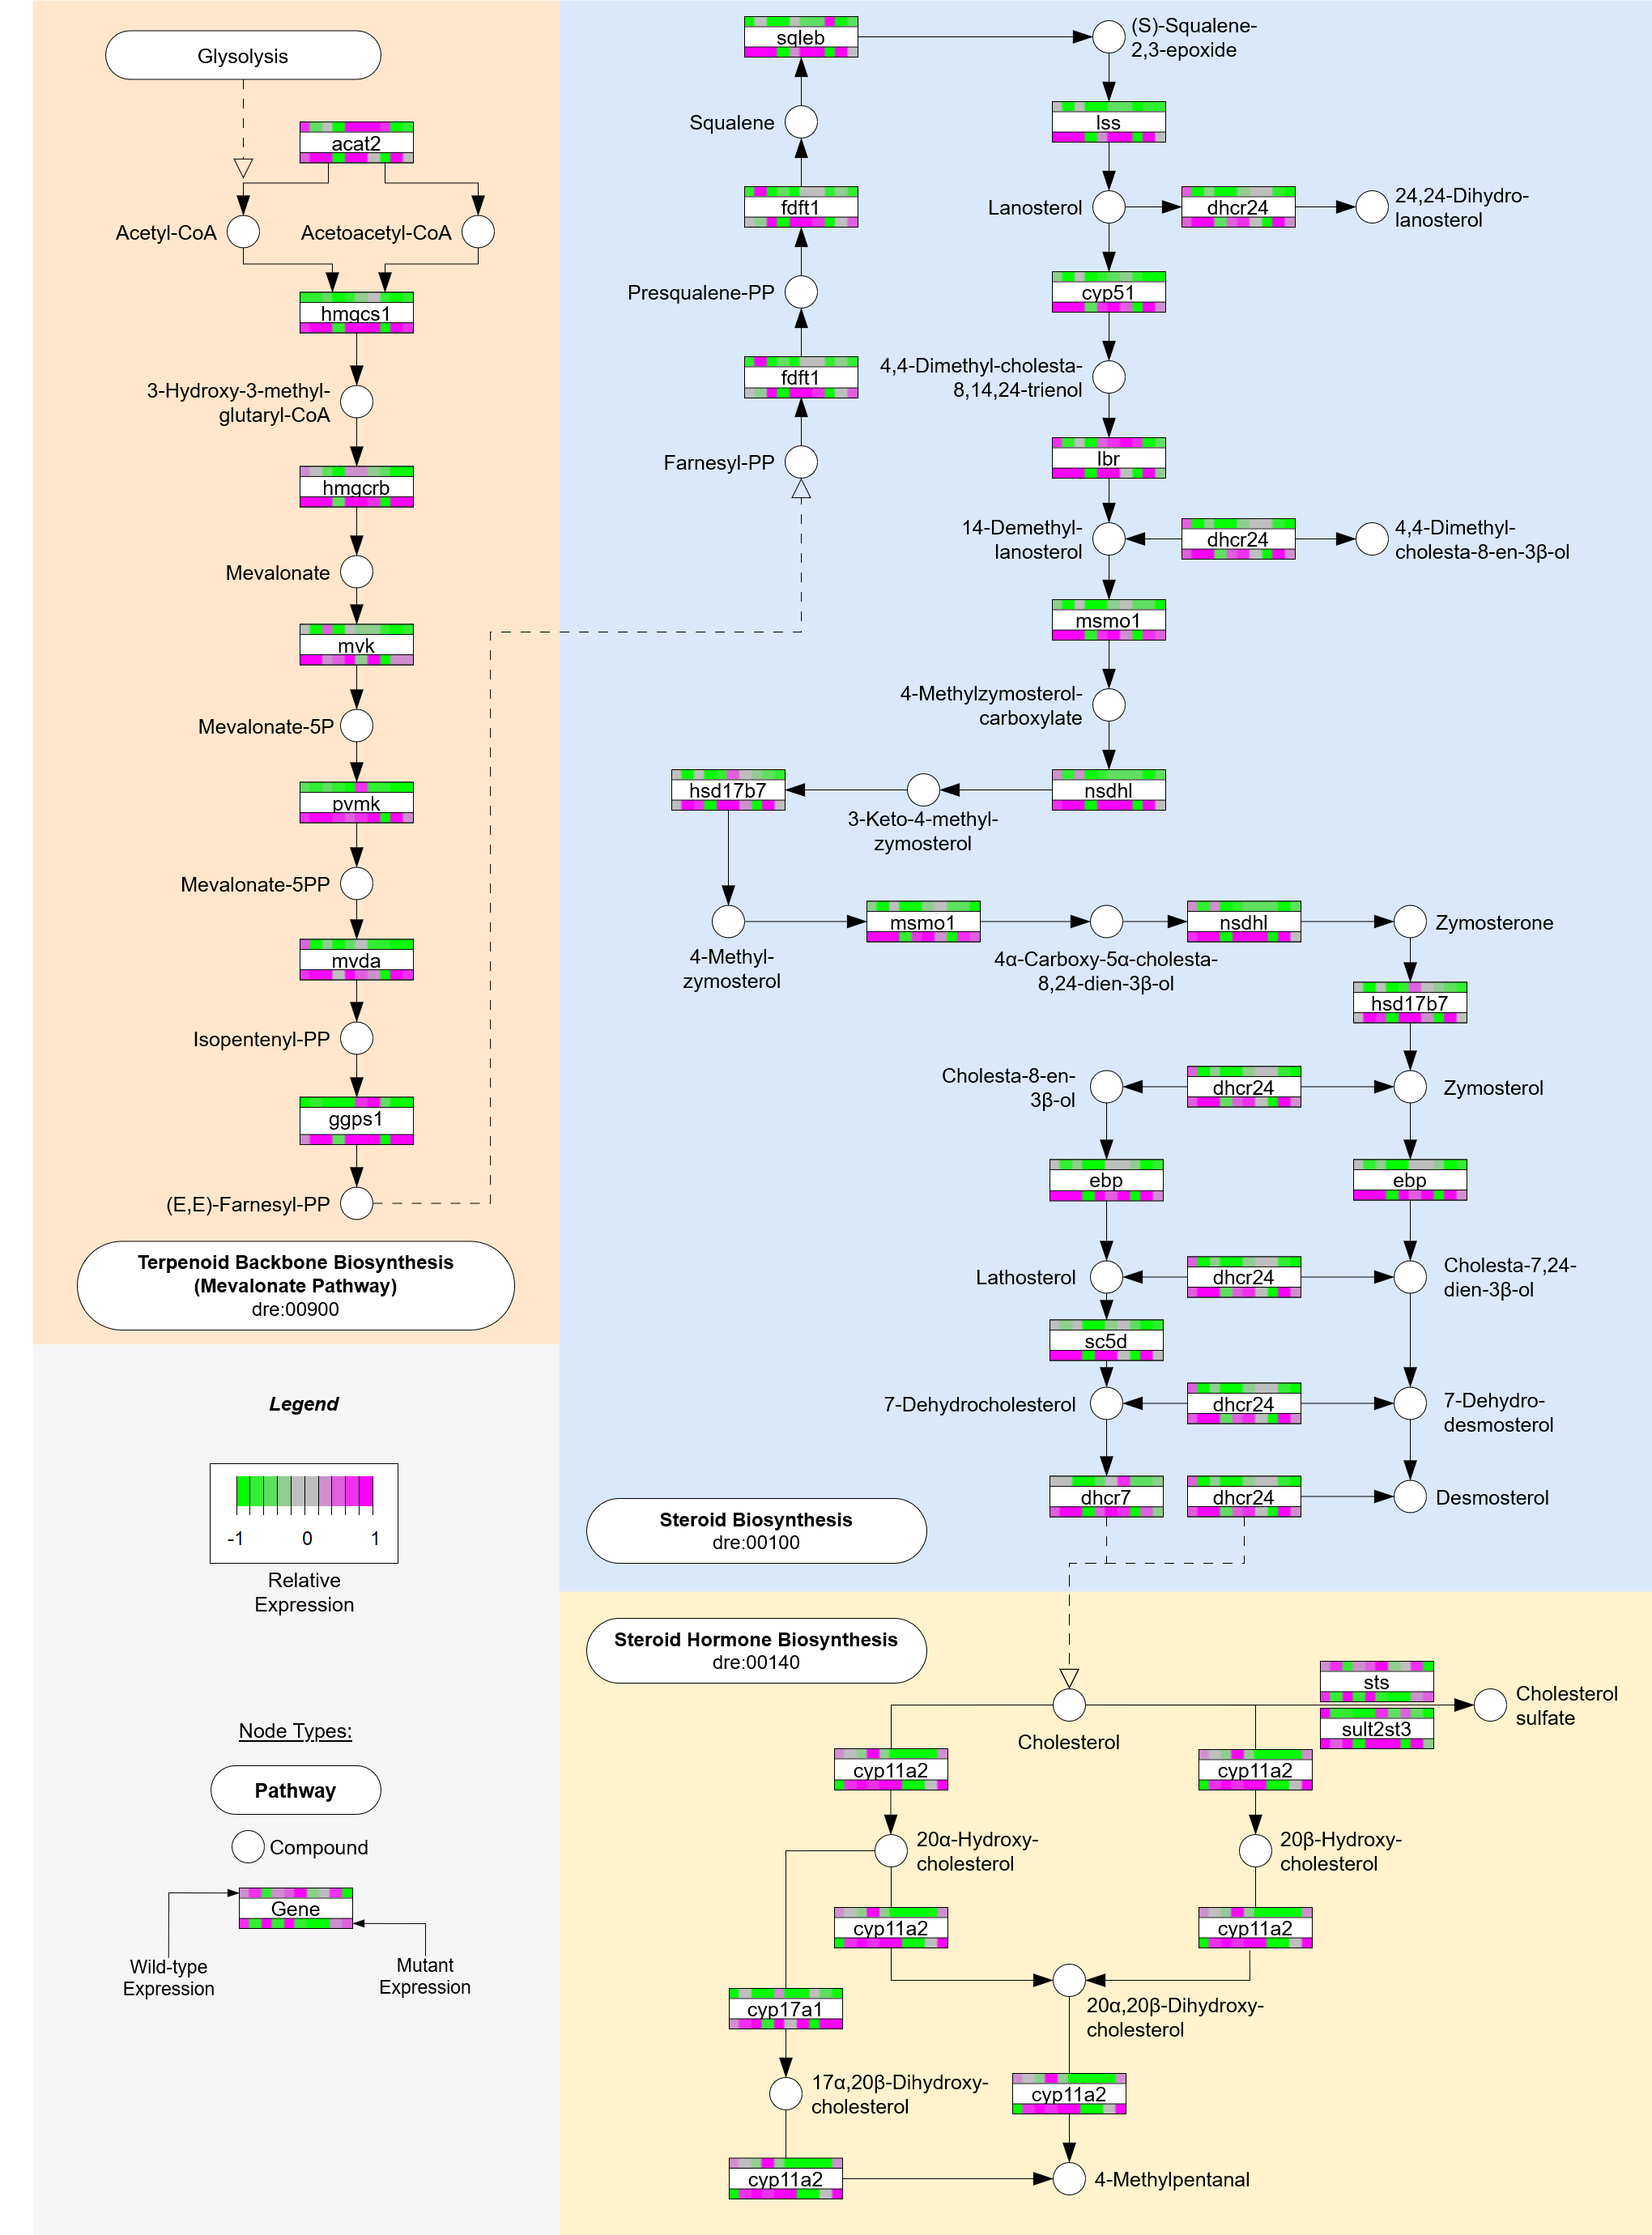 Glysolysis
acat2
Acetyl-CoA
Acetoacetyl-CoA
hmgcs1
3-Hydroxy-3-methyl-
glutaryl-CoA
hmgcrb
Mevalonate
mvk
Mevalonate-5P
pvmk
Mevalonate-5PP
mvda
Isopentenyl-PP
ggps1
(E,E)-Farnesyl-PP
Terpenoid Backbone Biosynthesis
(Mevalonate Pathway)
dre:00900
sqleb
(S)-Squalene-
2,3-epoxide
Squalene
lss
fdft1
Lanosterol
dhcr24
24,24-Dihydro-
lanosterol
Presqualene-PP
cyp51
fdft1
4,4-Dimethyl-cholesta-
8,14,24-trienol
Farnesyl-PP
lbr
14-Demethyl-
lanosterol
dhcr24
4,4-Dimethyl-
cholesta-8-en-3β-ol
msmo1
4-Methylzymosterol-
carboxylate
hsd17b7
3-Keto-4-methyl-
zymosterol
nsdhl
4-Methyl-
zymosterol
msmo1
4α-Carboxy-5α-cholesta-
8,24-dien-3β-ol
nsdhl
Zymosterone
hsd17b7
Cholesta-8-en-
3β-ol
dhcr24
Zymosterol
ebp
ebp
Lathosterol
dhcr24
Cholesta-7,24-
dien-3β-ol
sc5d
7-Dehydrocholesterol
dhcr24
7-Dehydro-
desmosterol
dhcr7
dhcr24
Desmosterol
Steroid Biosynthesis
dre:00100
Steroid Hormone Biosynthesis
dre:00140
Cholesterol
sts
sult2st3
Cholesterol
sulfate
cyp11a2
cyp11a2
20α-Hydroxy-
cholesterol
20β-Hydroxy-
cholesterol
cyp11a2
cyp11a2
cyp17a1
20α,20β-Dihydroxy-
cholesterol
17α,20β-Dihydroxy-
cholesterol
cyp11a2
cyp11a2
4-Methylpentanal
Legend
-1 0 1
Relative
Expression
Node Types:
Pathway
Compound
Gene
Wild-type
Expression
Mutant
Expression